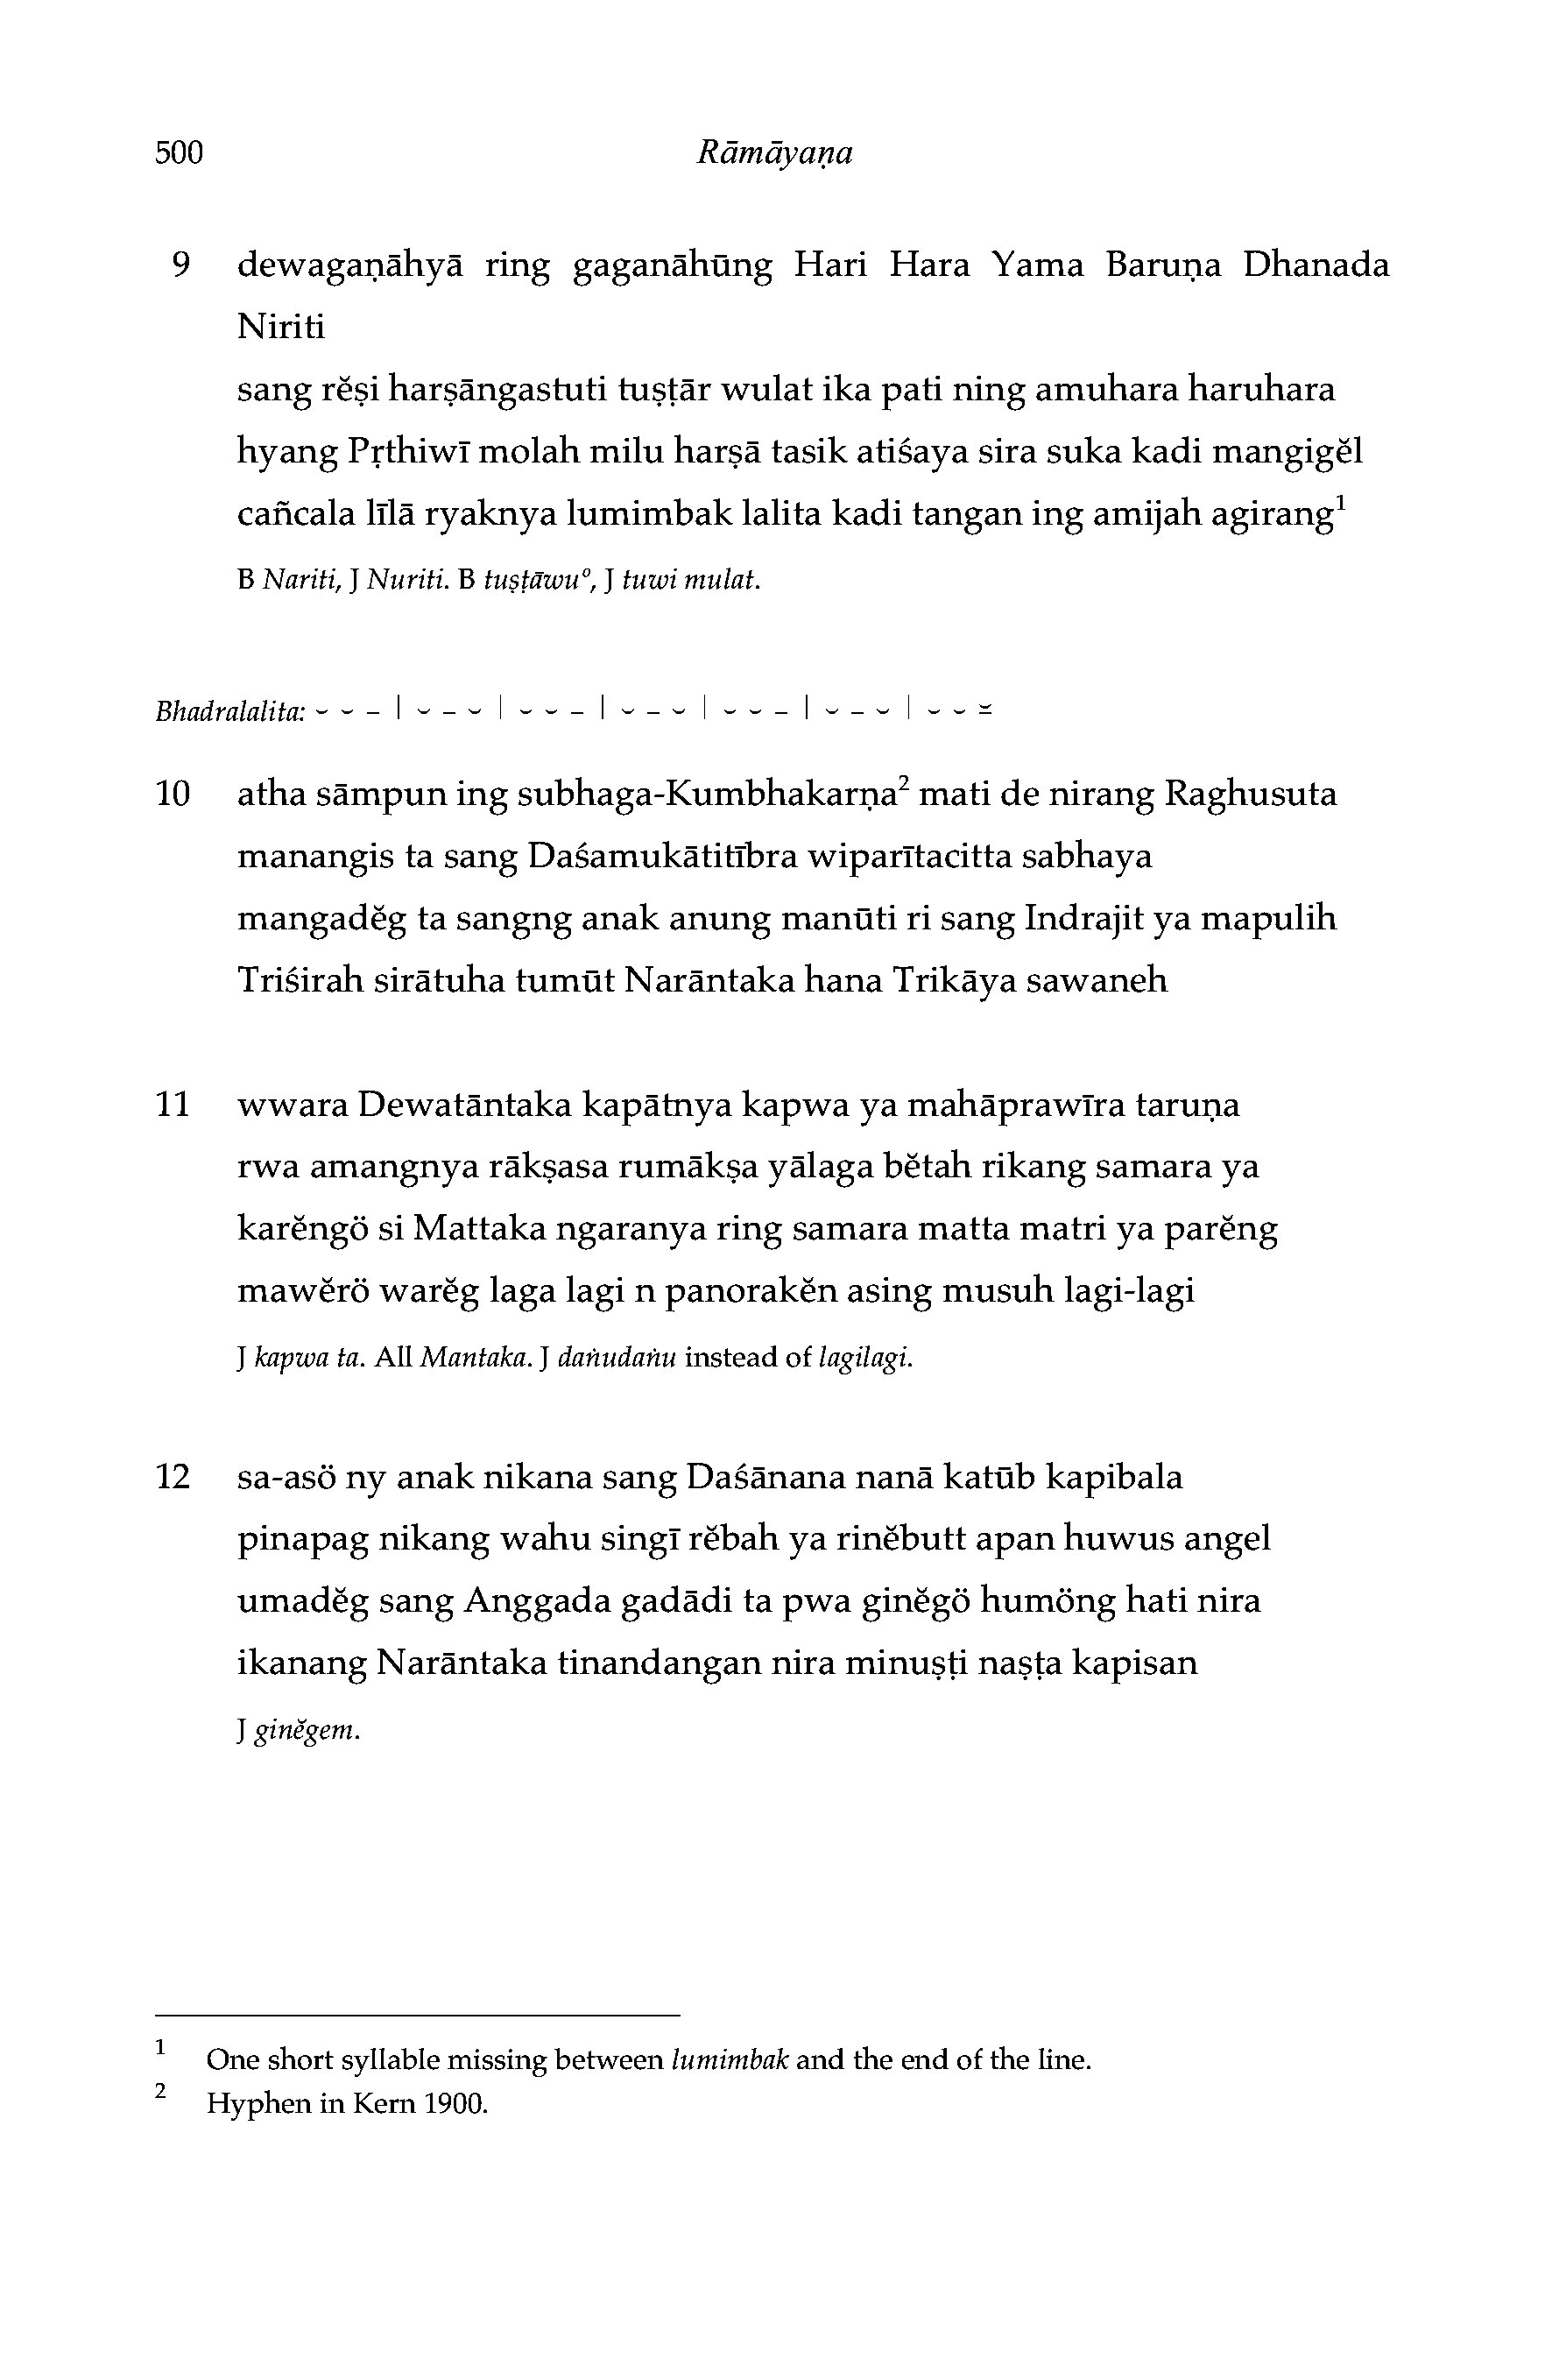 500 Rāmāyaṇa
9 dewagaṇāhyā ring gaganāhūng Hari Hara Yama Baruṇa Dhanada
Niriti
sang rĕṣi harṣāngastuti tuṣṭār wulat ika pati ning amuhara haruhara
hyang Pṛthiwī molah milu harṣā tasik atiśaya sira suka kadi mangigĕl
cañcala līlā ryaknya lumimbak lalita kadi tangan ing amijah agirang¹
B Nariti, J Nuriti. B tuṣṭāwuº, J tuwi mulat.
Bhadralalita: ⏑ ⏑ – | ⏑ – ⏑ | ⏑ ⏑ – | ⏑ – ⏑ | ⏑ ⏑ – | ⏑ – ⏑ | ⏑ ⏑ ⏓
10 atha sāmpun ing subhaga-Kumbhakarṇa² mati de nirang Raghusuta
manangis ta sang Daśamukātitībra wiparītacitta sabhaya
mangadĕg ta sangng anak anung manūti ri sang Indrajit ya mapulih
Triśirah sirātuha tumūt Narāntaka hana Trikāya sawaneh
11 wwara Dewatāntaka kapātnya kapwa ya mahāprawīra taruṇa
rwa amangnya rākṣasa rumākṣa yālaga bĕtah rikang samara ya
karĕngö si Mattaka ngaranya ring samara matta matri ya parĕng
mawĕrö warĕg laga lagi n panorakĕn asing musuh lagi-lagi
J kapwa ta. All Mantaka. J daṅudaṅu instead of lagilagi.
12 sa-asö ny anak nikana sang Daśānana nanā katūb kapibala
pinapag nikang wahu singī rĕbah ya rinĕbutt apan huwus angel
umadĕg sang Anggada gadādi ta pwa ginĕgö humöng hati nira
ikanang Narāntaka tinandangan nira minuṣṭi naṣṭa kapisan
J ginĕgem.
¹ One short syllable missing between lumimbak and the end of the line.
² Hyphen in Kern 1900.